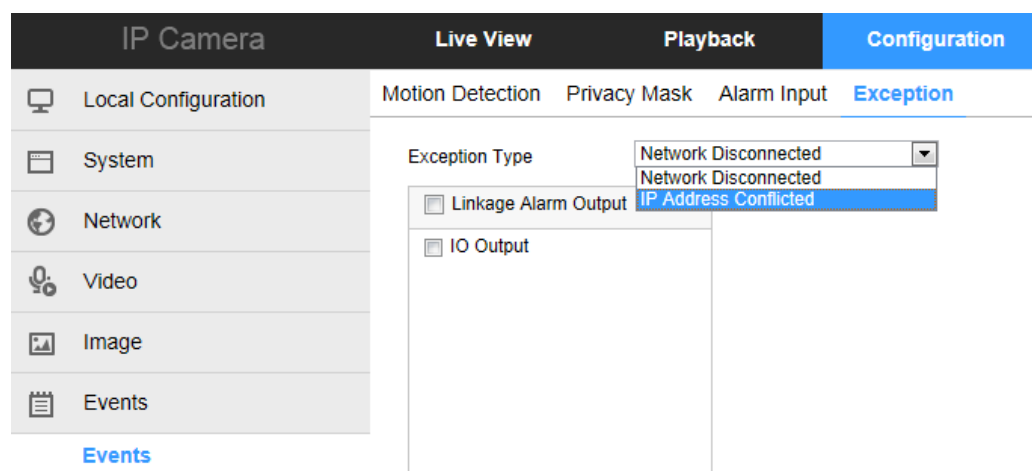 IP Camera
Live View
Playback
Configuration
Local Configuration
System
Network
Video
Image
Events
Events
Motion Detection
Privacy Mask
Alarm Input
Exception
Exception Type
Network Disconnected
Network Disconnected
IP Address Conflicted
Linkage Alarm Output
IO Output